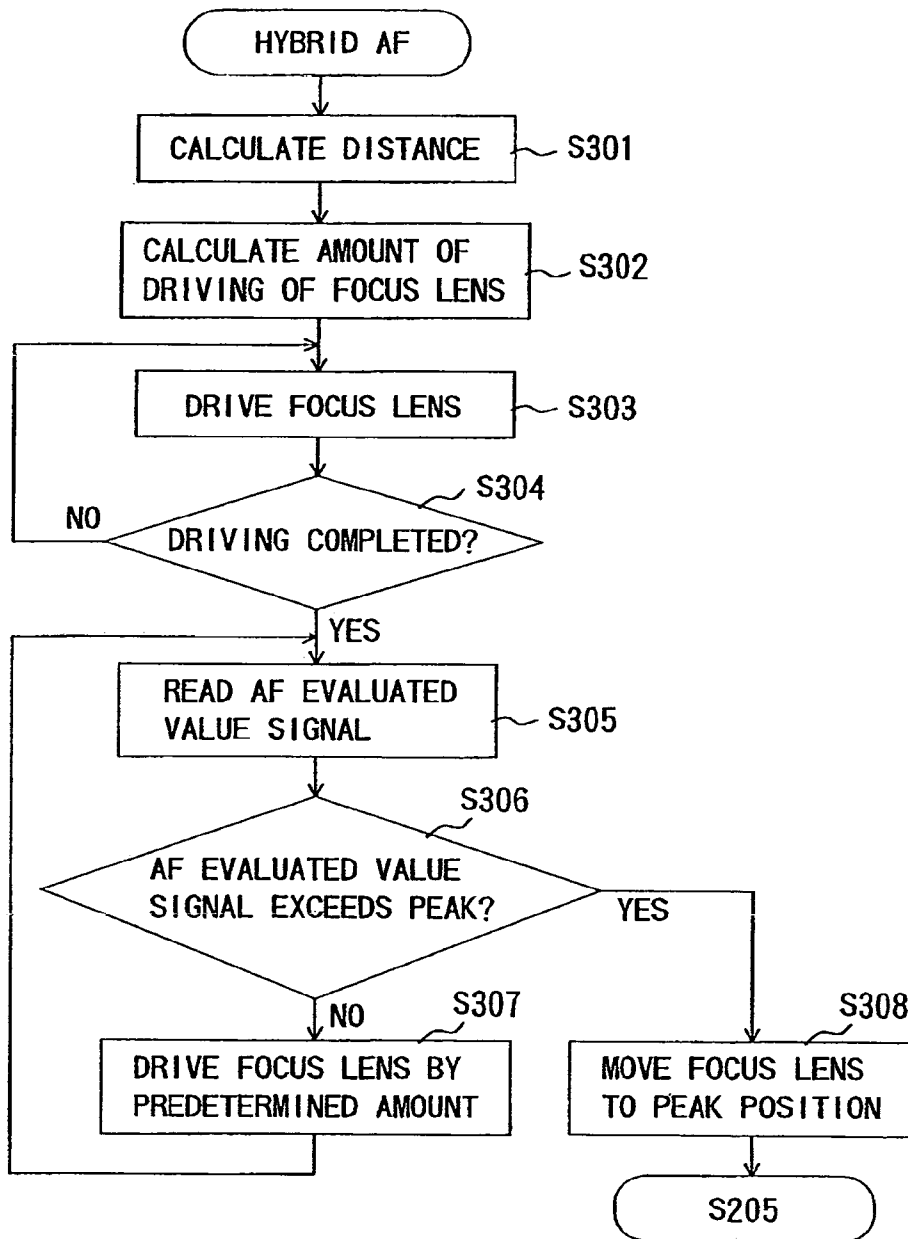 HYBRID AF
CALCULATE DISTANCE
S301
CALCULATE AMOUNT OF
DRIVING OF FOCUS LENS
S302
DRIVE FOCUS LENS
S303
S304
NO
DRIVING COMPLETED?
YES
READ AF EVALUATED
VALUE SIGNAL
S305
S306
AF EVALUATED VALUE
SIGNAL EXCEEDS PEAK?
YES
NO
S307
DRIVE FOCUS LENS BY
PREDETERMINED AMOUNT
S308
MOVE FOCUS LENS
TO PEAK POSITION
S205